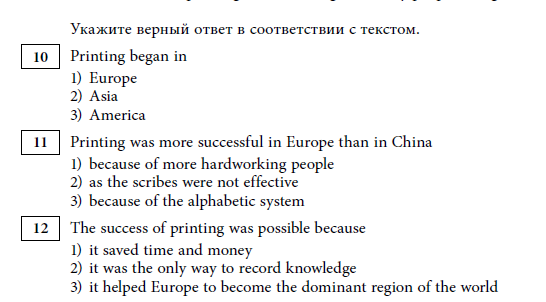 Укажите верный ответ в соответствии с текстом.
10 Printing began in
1) Europe
2) Asia
3) America
11 Printing was more successful in Europe than in China
1) because of more hardworking people
2) as the scribes were not effective
3) because of the alphabetic system
12 The success of printing was possible because
1) it saved time and money
2) it was the only way to record knowledge
3) it helped Europe to become the dominant region of the world